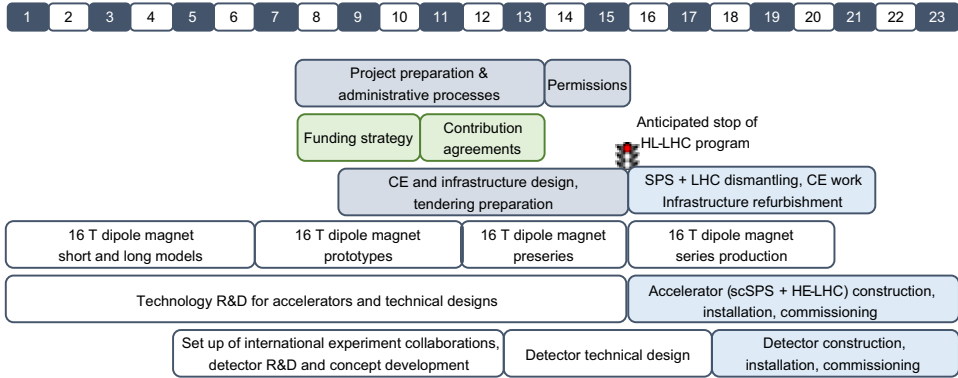 1 2 3 4 5 6 7 8 9 10 11 12 13 14 15 16 17 18 19 20 21 22 23
Project preparation &
administrative processes
Permissions
Funding strategy
Contribution
agreements
Anticipated stop of
HL-LHC program
CE and infrastructure design,
tendering preparation
SPS + LHC dismantling, CE work
Infrastructure refurbishment
16 T dipole magnet
short and long models
16 T dipole magnet
prototypes
16 T dipole magnet
preseries
16 T dipole magnet
series production
Technology R&D for accelerators and technical designs
Accelerator (scSPS + HE-LHC) construction,
installation, commissioning
Set up of international experiment collaborations,
detector R&D and concept development
Detector technical design
Detector construction,
installation, commissioning